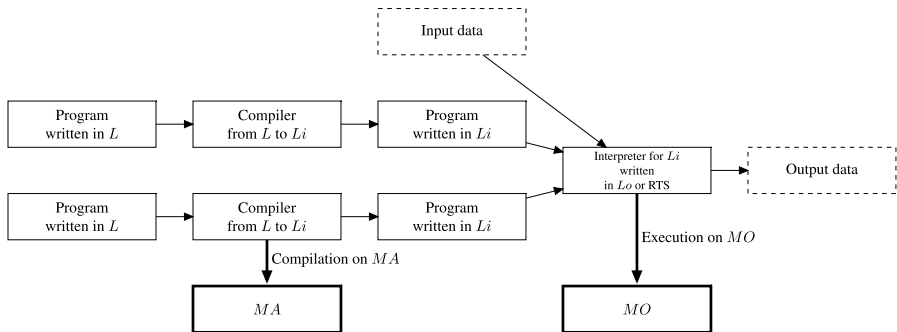 Input data
Program
written in L
Compiler
from L to Li
Program
written in Li
Interpreter for Li
written
in Lo or RTS
Output data
Program
written in L
Compiler
from L to Li
Program
written in Li
Compilation on MA
Execution on MO
MA
MO